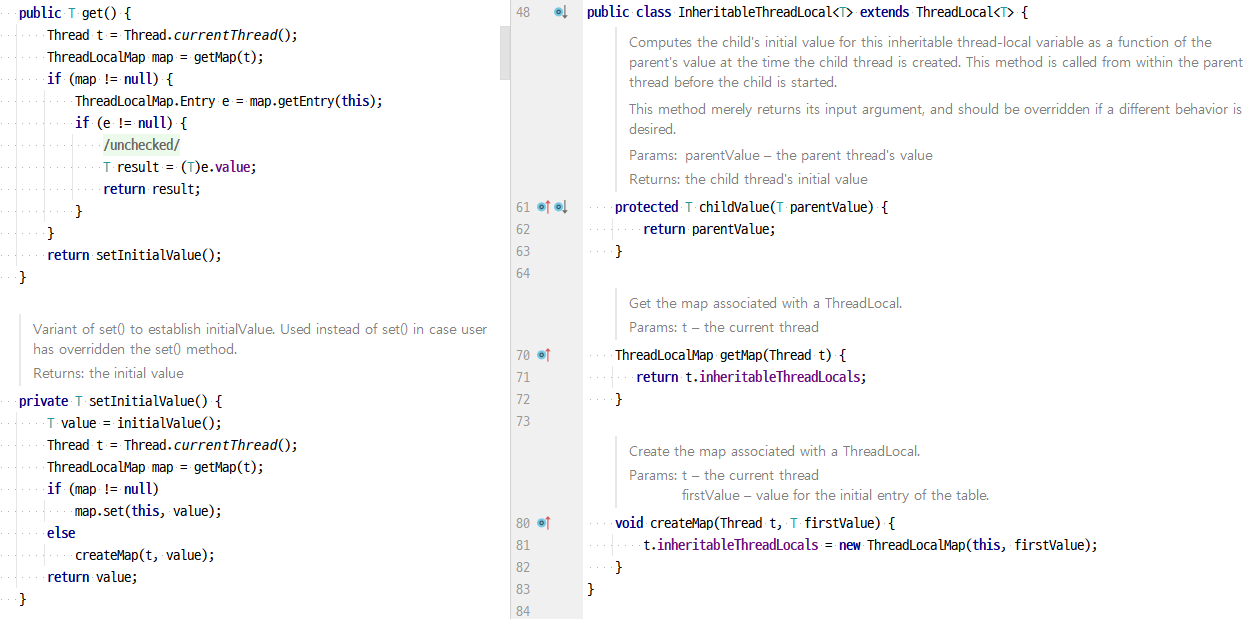 public T get() {
Thread t = Thread.currentThread();
ThreadLocalMap map = getMap(t);
if (map != null) {
ThreadLocalMap.Entry e = map.getEntry(this);
if (e != null) {
/unchecked/
T result = (T)e.value;
return result;
}
}
return setInitialValue();
}
Variant of set() to establish initialValue. Used instead of set() in case user
has overridden the set() method.
Returns: the initial value
private T setInitialValue() {
T value = initialValue();
Thread t = Thread.currentThread();
ThreadLocalMap map = getMap(t);
if (map != null)
map.set(this, value);
else
createMap(t, value);
return value;
}
48 public class InheritableThreadLocal<T> extends ThreadLocal<T> {
Computes the child's initial value for this inheritable thread-local variable as a function of the
parent's value at the time the child thread is created. This method is called from within the parent
thread before the child is started.
This method merely returns its input argument, and should be overridden if a different behavior is
desired.
Params: parentValue – the parent thread's value
Returns: the child thread's initial value
61 protected T childValue(T parentValue) {
62 return parentValue;
63 }
64
Get the map associated with a ThreadLocal.
Params: t – the current thread
70 ThreadLocalMap getMap(Thread t) {
71 return t.inheritableThreadLocals;
72 }
73
Create the map associated with a ThreadLocal.
Params: t – the current thread
firstValue – value for the initial entry of the table.
80 void createMap(Thread t, T firstValue) {
81 t.inheritableThreadLocals = new ThreadLocalMap(this, firstValue);
82 }
83 }
84